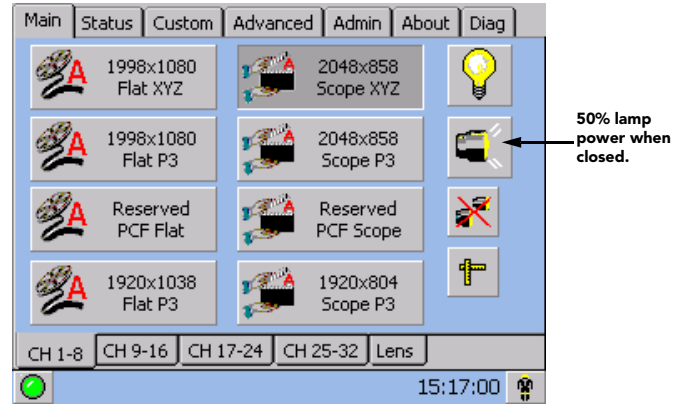 Main Status Custom Advanced Admin About Diag
1998x1080
Flat XYZ
A
2048x858
Scope XYZ
A
1998x1080
Flat P3
A
2048x858
Scope P3
A
50% lamp
power when
closed.
Reserved
PCF Flat
A
Reserved
PCF Scope
A
1920x1038
Flat P3
A
1920x804
Scope P3
A
CH 1-8 CH 9-16 CH 17-24 CH 25-32 Lens
15:17:00